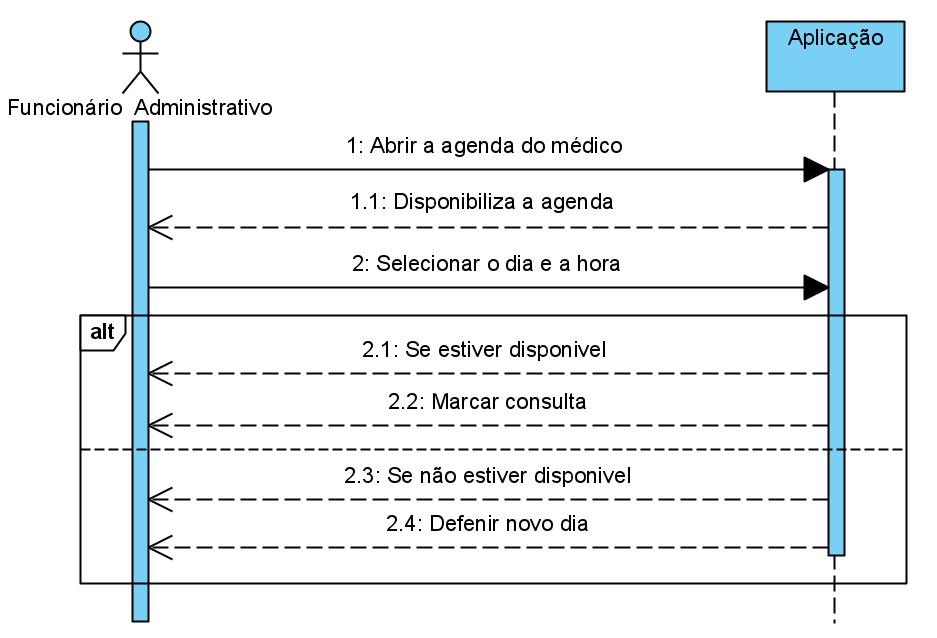 Aplicação
Funcionário Administrativo
1: Abrir a agenda do médico
1.1: Disponibiliza a agenda
2: Selecionar o dia e a hora
alt
2.1: Se estiver disponivel
2.2: Marcar consulta
2.3: Se não estiver disponivel
2.4: Defenir novo dia